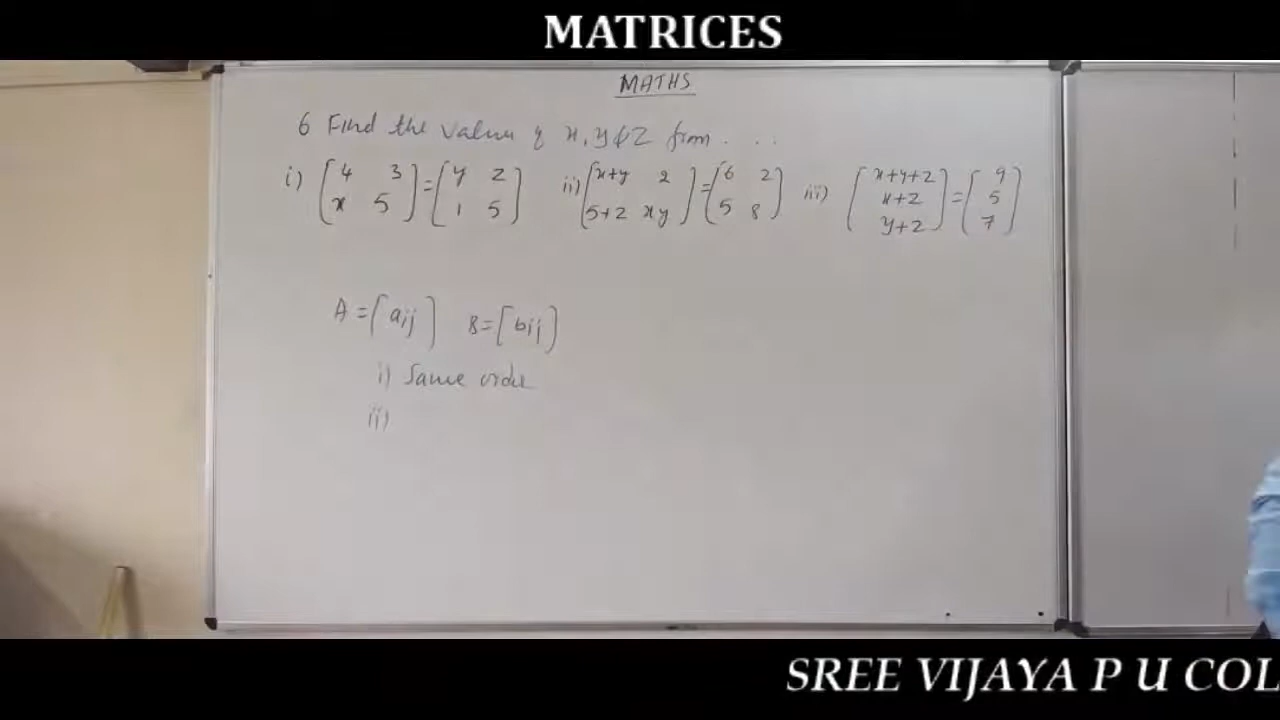 MATRICES
MATHS
6 Find the value of x, y & z from . . .
i) [4 3 = [y z
x 5] 1 5] ii) [x+y 2 = [6 2
5+z xy] 5 8] iii) [x+y+z = [9
x+z 5
y+z] 7]
A = [aij] B = [bij]
i) Same order
ii)
SREE VIJAYA P U COL